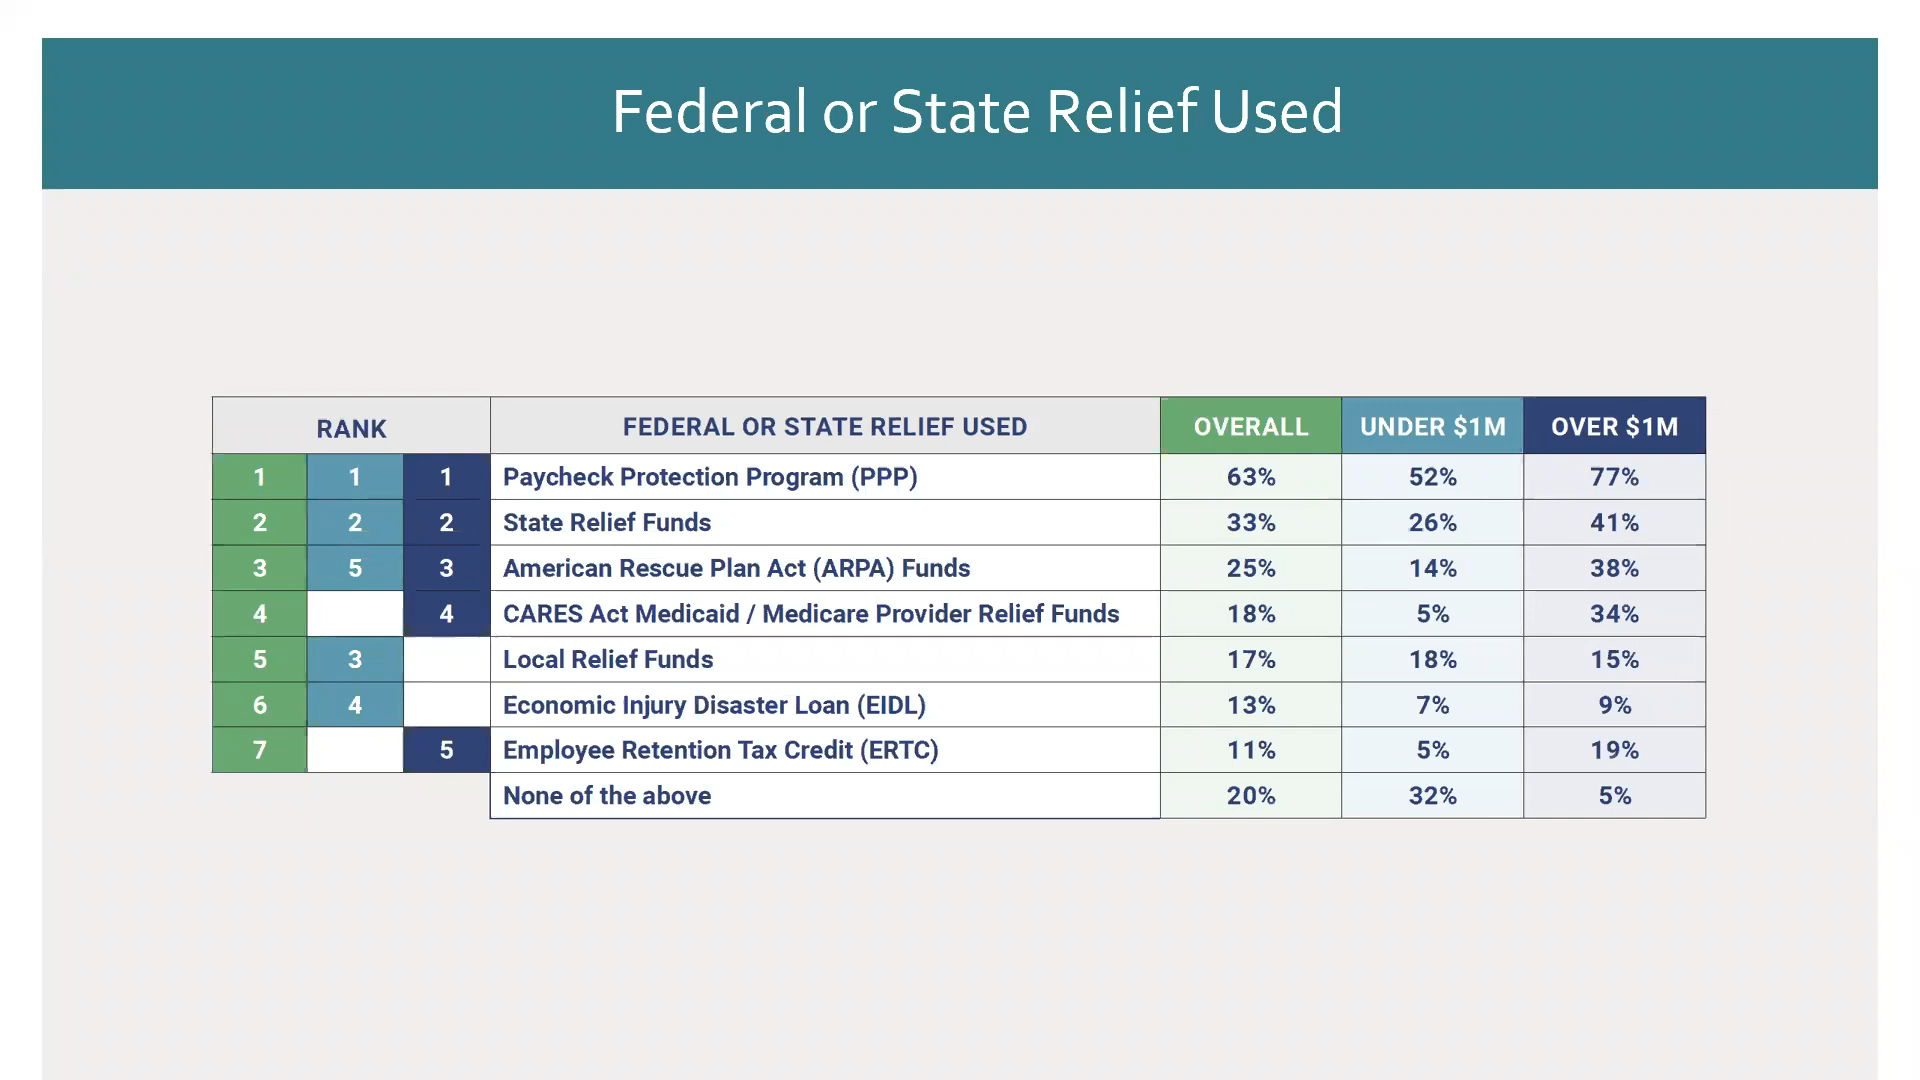 Federal or State Relief Used
RANK FEDERAL OR STATE RELIEF USED OVERALL UNDER $1M OVER $1M
1 1 1 Paycheck Protection Program (PPP) 63% 52% 77%
2 2 2 State Relief Funds 33% 26% 41%
3 5 3 American Rescue Plan Act (ARPA) Funds 25% 14% 38%
4 4 CARES Act Medicaid / Medicare Provider Relief Funds 18% 5% 34%
5 3 Local Relief Funds 17% 18% 15%
6 4 Economic Injury Disaster Loan (EIDL) 13% 7% 9%
7 5 Employee Retention Tax Credit (ERTC) 11% 5% 19%
None of the above 20% 32% 5%